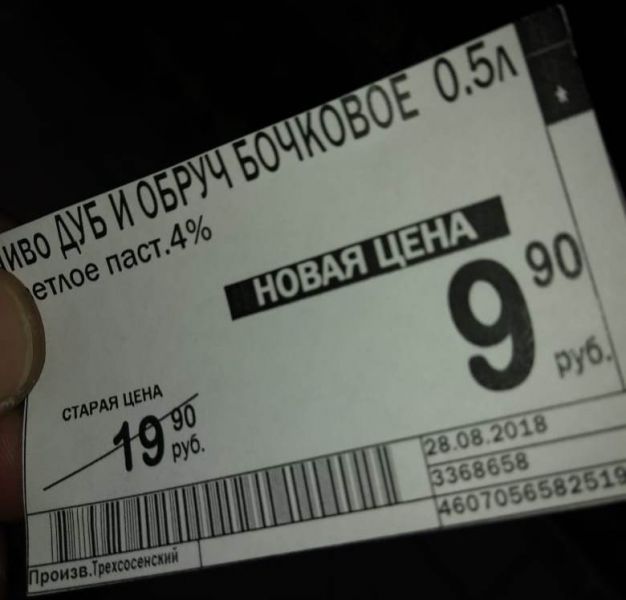 ПИВО ДУБ И ОБРУЧ БОЧКОВОЕ 0.5л
етлое паст.4%
НОВАЯ ЦЕНА
9 90 руб.
СТАРАЯ ЦЕНА
19 90 руб.
28.08.2018
3368658
4607056582519
Произв.Трехсосенский